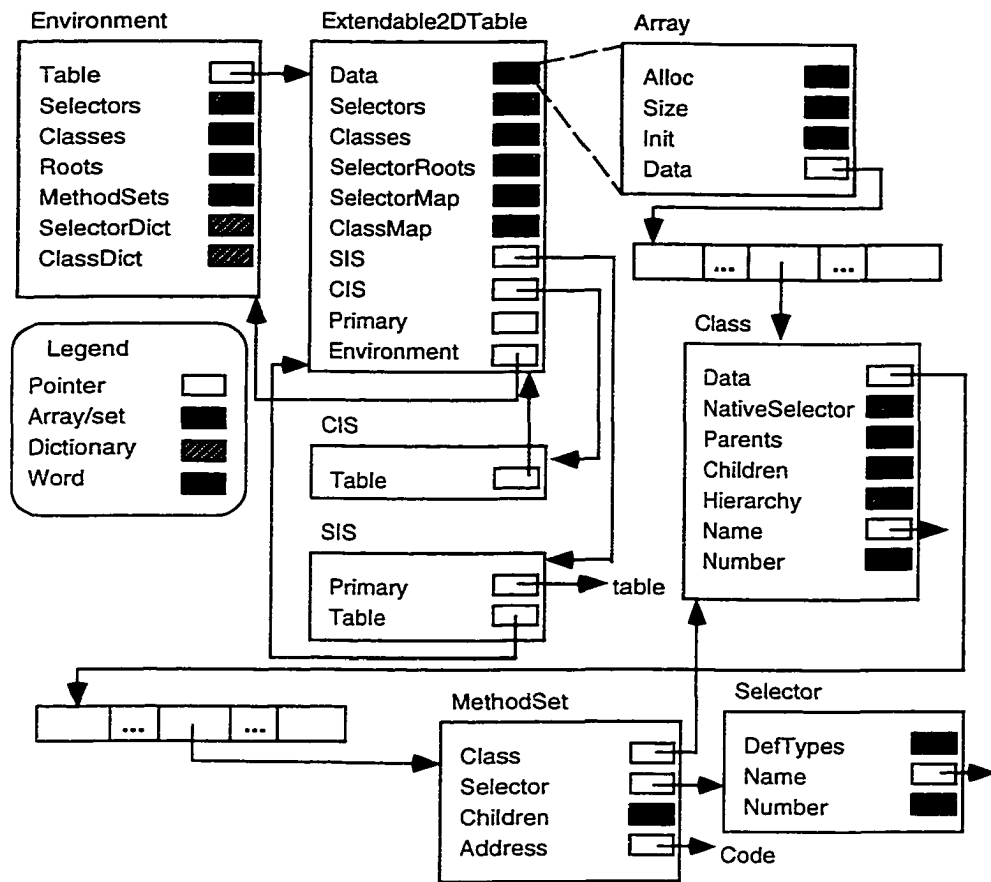 Environment
Table
Selectors
Classes
Roots
MethodSets
SelectorDict
ClassDict
Extendable2DTable
Data
Selectors
Classes
SelectorRoots
SelectorMap
ClassMap
SIS
CIS
Primary
Environment
Array
Alloc
Size
Init
Data
... ...
Legend
Pointer
Array/set
Dictionary
Word
CIS
Table
SIS
Primary
table
Table
Class
Data
NativeSelector
Parents
Children
Hierarchy
Name
Number
... ...
MethodSet
Class
Selector
Children
Address
Code
Selector
DefTypes
Name
Number